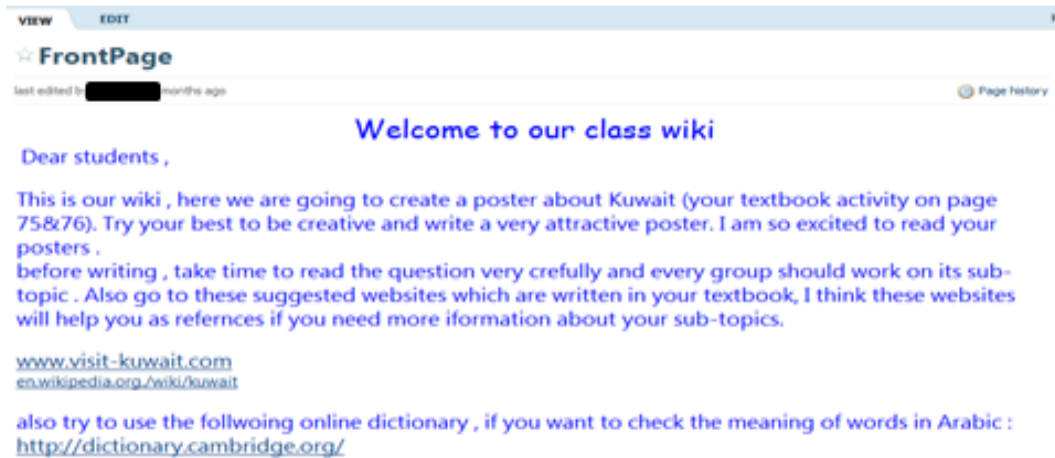 VIEW EDIT
FrontPage
last edited b months ago Page history
Welcome to our class wiki
Dear students ,
This is our wiki , here we are going to create a poster about Kuwait (your textbook activity on page
75&76). Try your best to be creative and write a very attractive poster. I am so excited to read your
posters .
before writing , take time to read the question very crefully and every group should work on its sub-
topic . Also go to these suggested websites which are written in your textbook, I think these websites
will help you as refernces if you need more iformation about your sub-topics.
www.visit-kuwait.com
en.wikipedia.org./wiki/kuwait
also try to use the follwoing online dictionary , if you want to check the meaning of words in Arabic :
http://dictionary.cambridge.org/